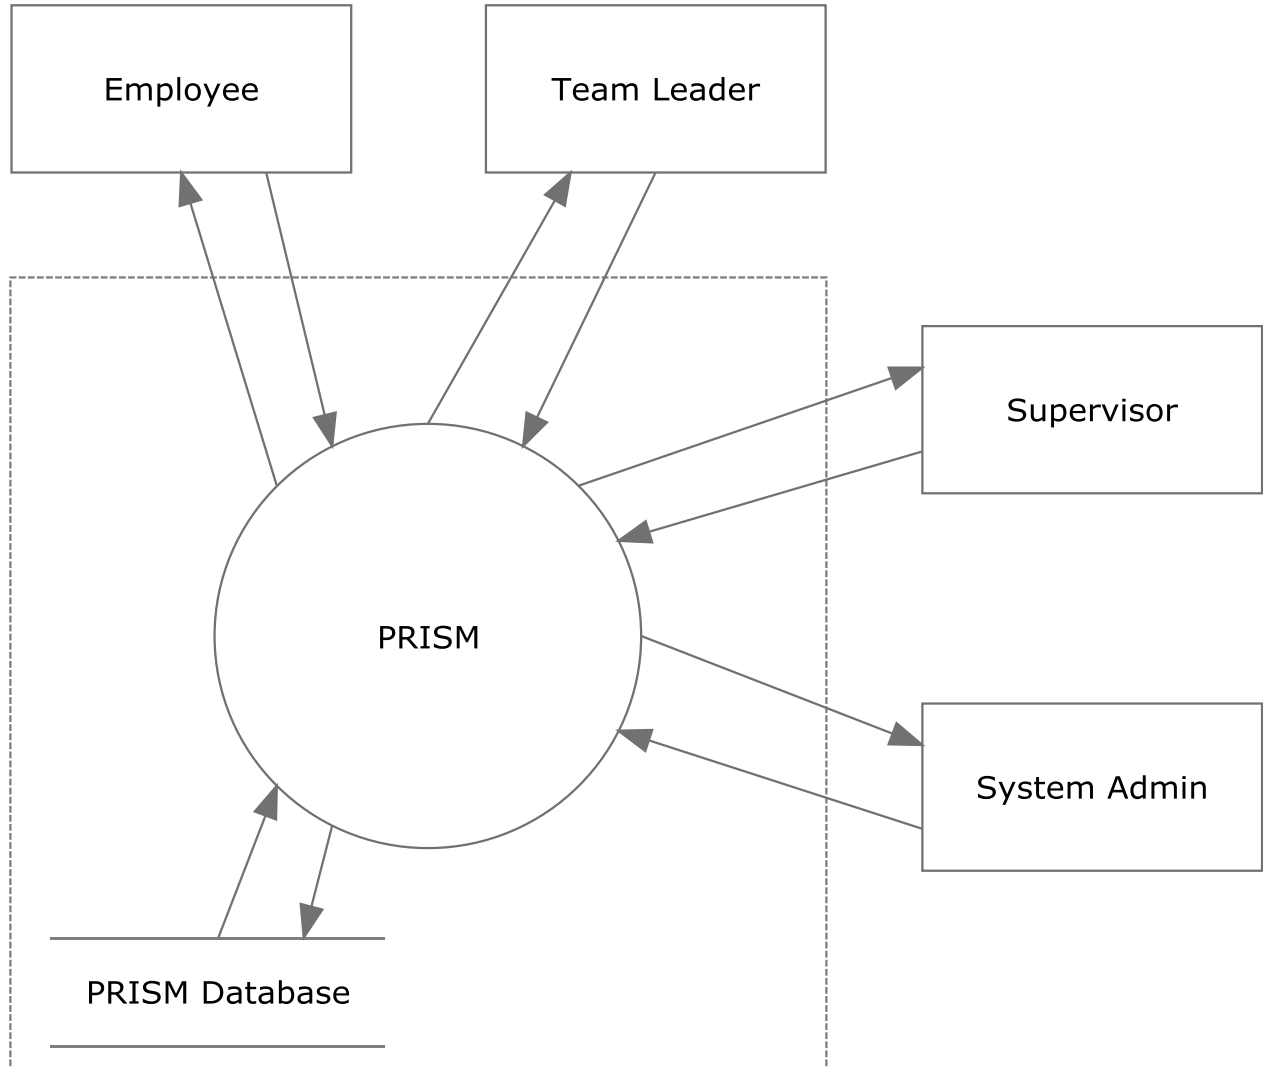 Employee
Team Leader
Supervisor
PRISM
System Admin
PRISM Database